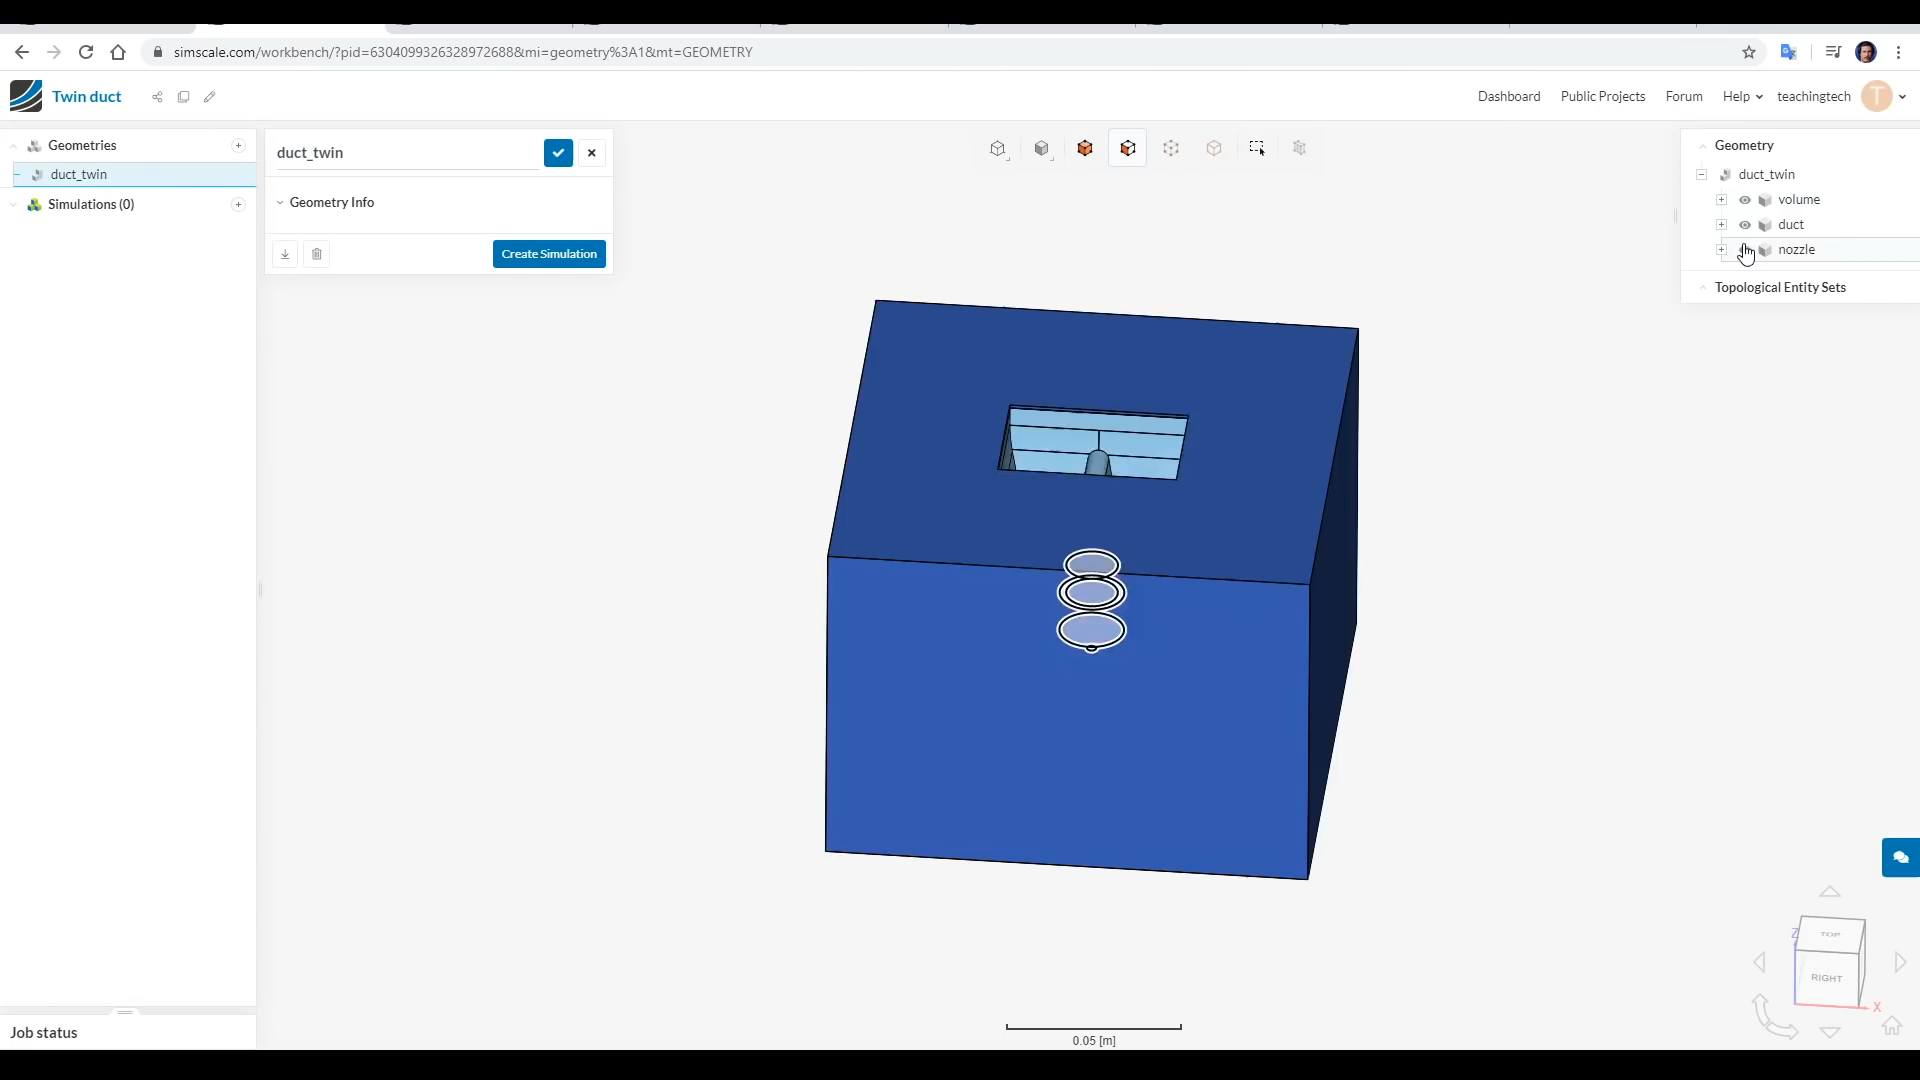 simscale.com/workbench/?pid=630409932632897268&mi=geometry%3A1&mt=GEOMETRY
Twin duct
Dashboard
Public Projects
Forum
Help
teachingtech
T
Geometries
duct_twin
Simulations (0)
duct_twin
Geometry Info
Create Simulation
Geometry
duct_twin
volume
duct
nozzle
Topological Entity Sets
Z
TOP
RIGHT
X
0.05 [m]
Job status